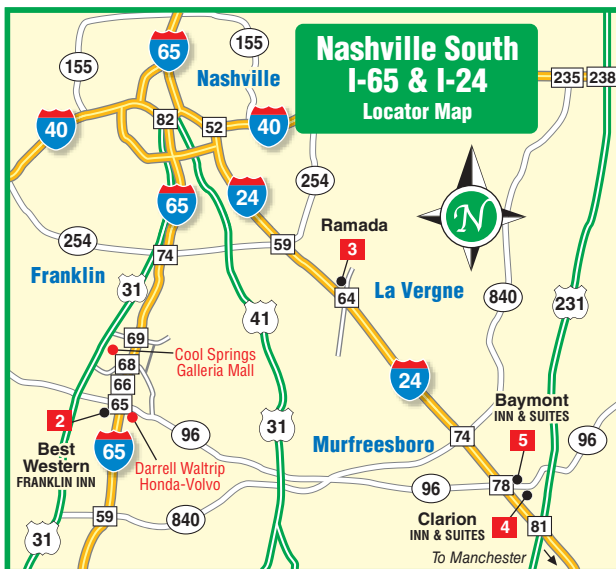 65
155
155
Nashville South
I-65 & I-24
Locator Map
Nashville
235
238
40
82
52
40
65
24
254
N
254
74
59
Ramada
3
Franklin
31
64
La Vergne
840
231
41
69
Cool Springs
Galleria Mall
68
66
24
65
2
Baymont
INN & SUITES
31
5
96
Best
Western
FRANKLIN INN
65
96
Darrell Waltrip
Honda-Volvo
Murfreesboro
74
96
78
59
840
Clarion
INN & SUITES
4
81
31
To Manchester